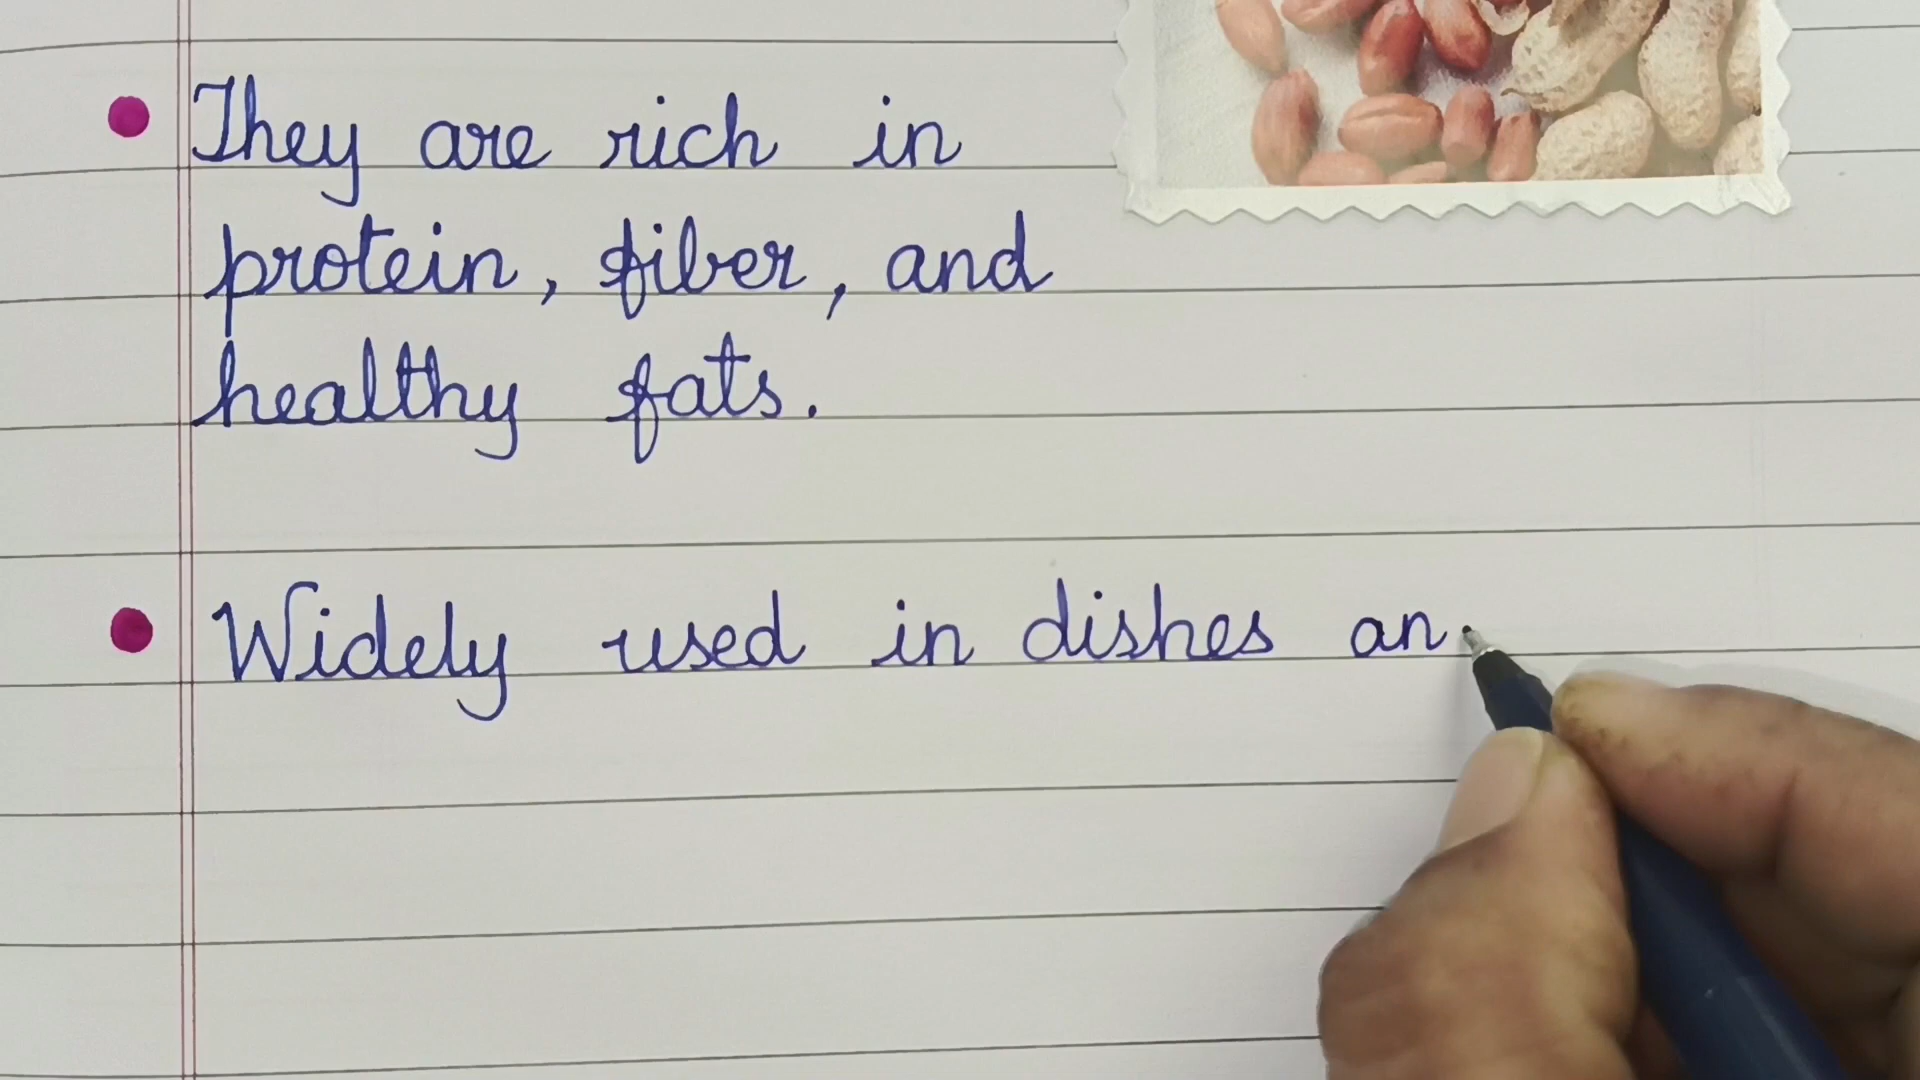 They are rich in
protein, fiber, and
healthy fats.
Widely used in dishes an